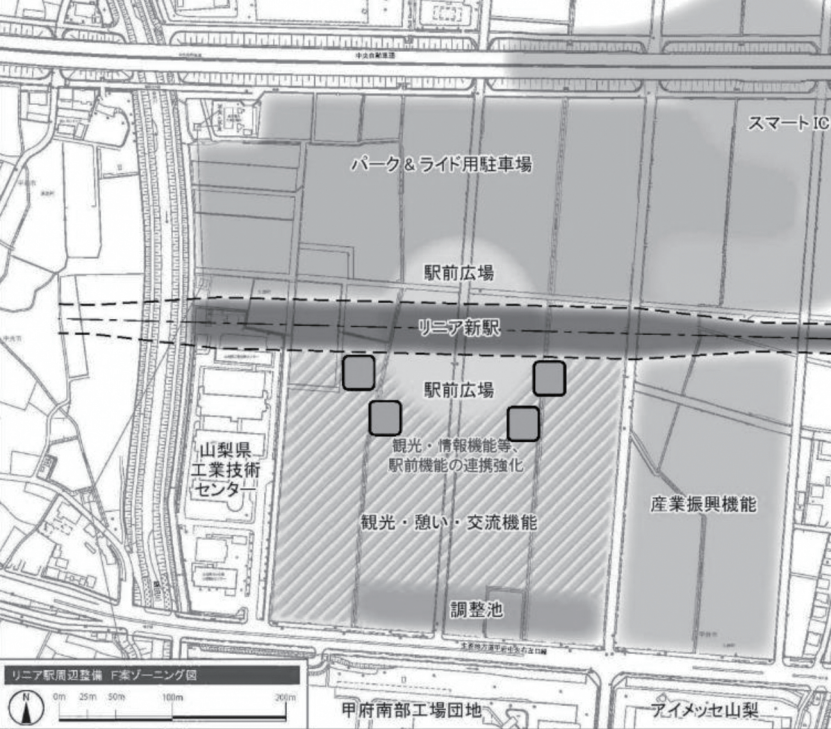 中央自動車道
スマートIC
パーク＆ライド用駐車場
駅前広場
リニア新駅
駅前広場
観光・情報機能等、
駅前機能の連携強化
山梨県
工業技術
センター
観光・憩い・交流機能
産業振興機能
調整池
リニア駅周辺整備 F案ゾーニング図
N
0m 25m 50m 100m 200m
甲府南部工場団地
アイメッセ山梨